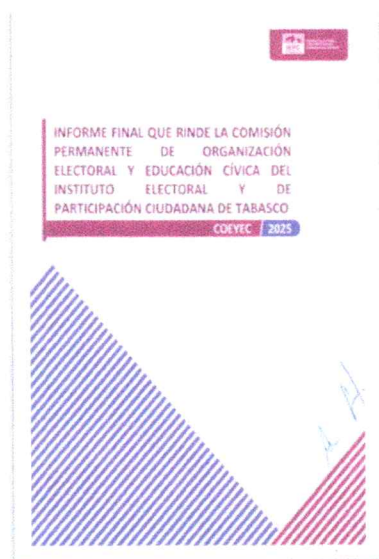 INFORME FINAL QUE RINDE LA COMISIÓN
PERMANENTE DE ORGANIZACIÓN
ELECTORAL Y EDUCACIÓN CÍVICA DEL
INSTITUTO ELECTORAL Y DE
PARTICIPACIÓN CIUDADANA DE TABASCO
COEYEC 2025